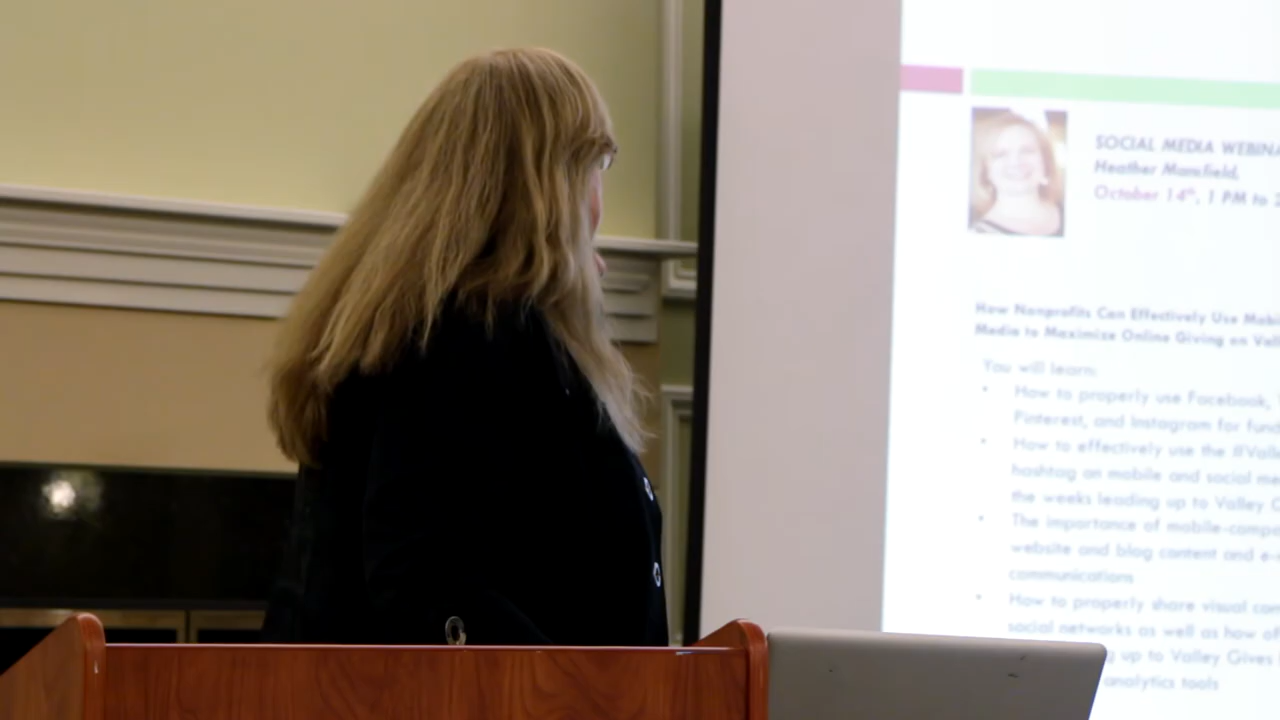 SOCIAL MEDIA WEBINA
Heather Mansfield,
October 14th, 1 PM to 2
How Nonprofits Can Effectively Use Mobi
Media to Maximize Online Giving on Vall
You will learn:
• How to properly use Facebook,
Pinterest, and Instagram for fund
• How to effectively use the #Valle
hashtag on mobile and social me
the weeks leading up to Valley G
• The importance of mobile-compa
website and blog content and e-
communications
• How to properly share visual con
social networks as well as how of
g up to Valley Gives
analytics tools